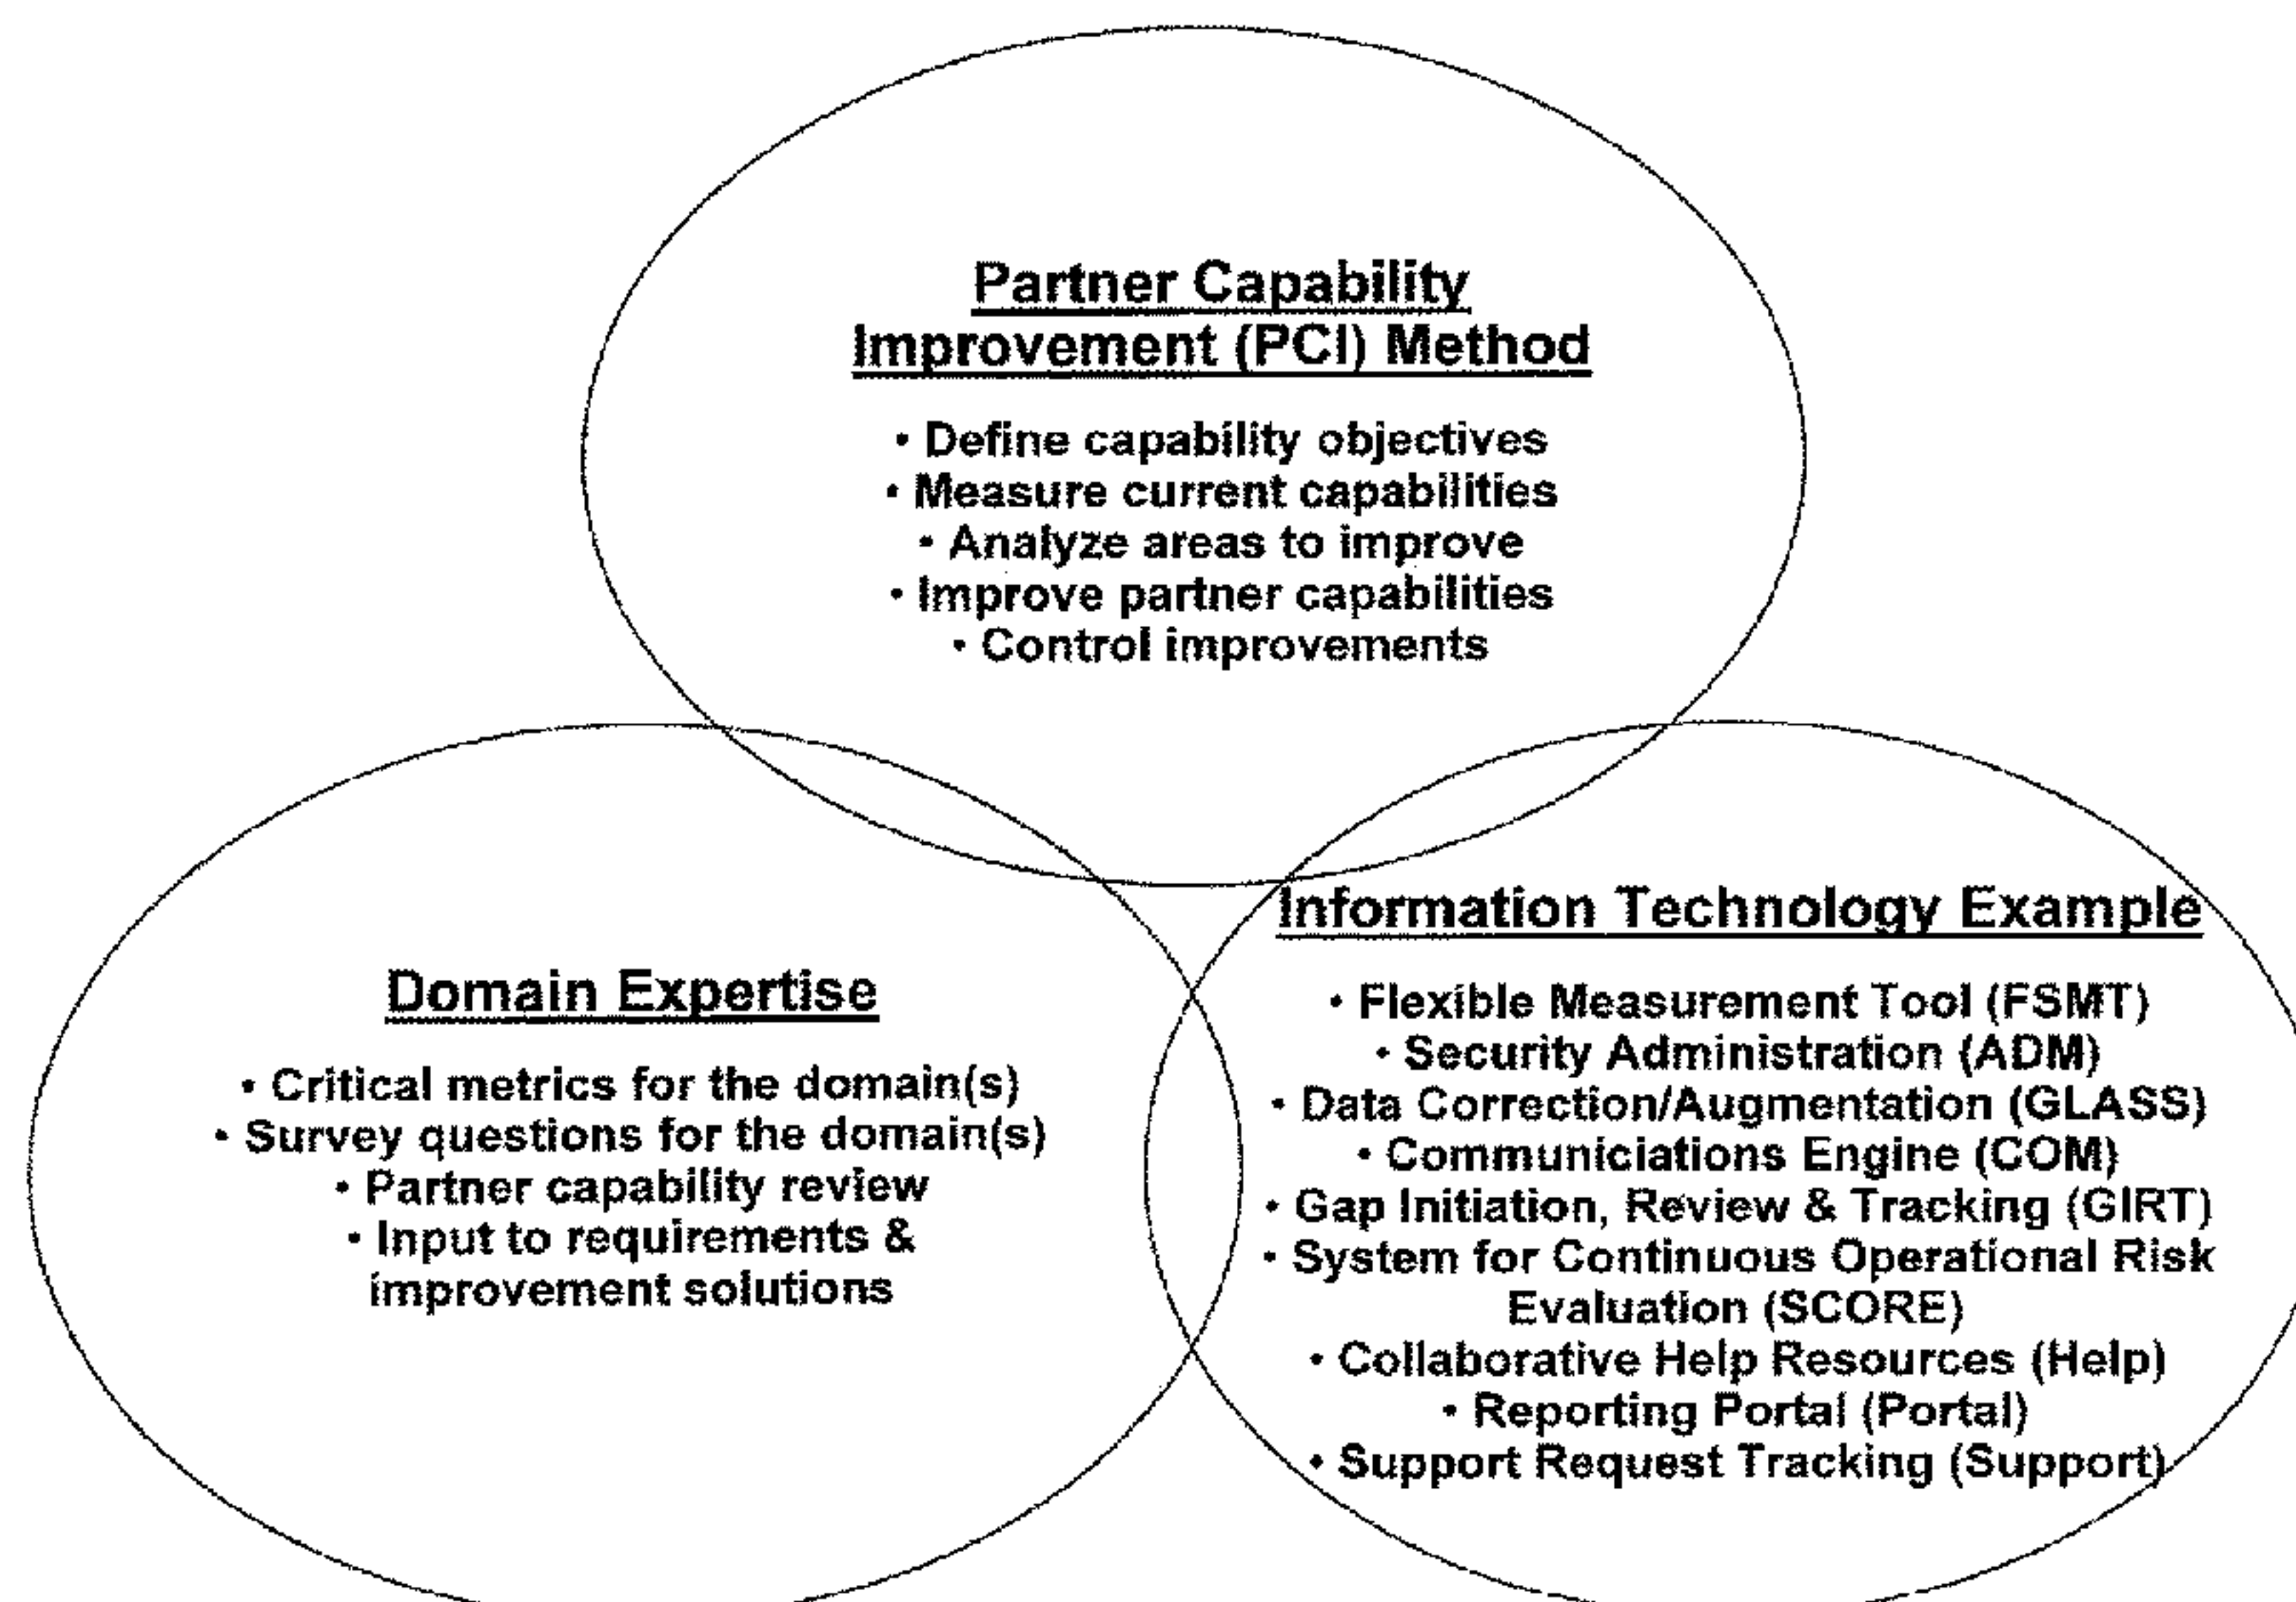 Partner Capability
Improvement (PCI) Method
• Define capability objectives
• Measure current capabilities
• Analyze areas to improve
• Improve partner capabilities
• Control improvements
Domain Expertise
• Critical metrics for the domain(s)
• Survey questions for the domain(s)
• Partner capability review
• Input to requirements &
improvement solutions
Information Technology Example
• Flexible Measurement Tool (FSMT)
• Security Administration (ADM)
• Data Correction/Augmentation (GLASS)
• Communiciations Engine (COM)
• Gap Initiation, Review & Tracking (GIRT)
• System for Continuous Operational Risk
Evaluation (SCORE)
• Collaborative Help Resources (Help)
• Reporting Portal (Portal)
• Support Request Tracking (Support)